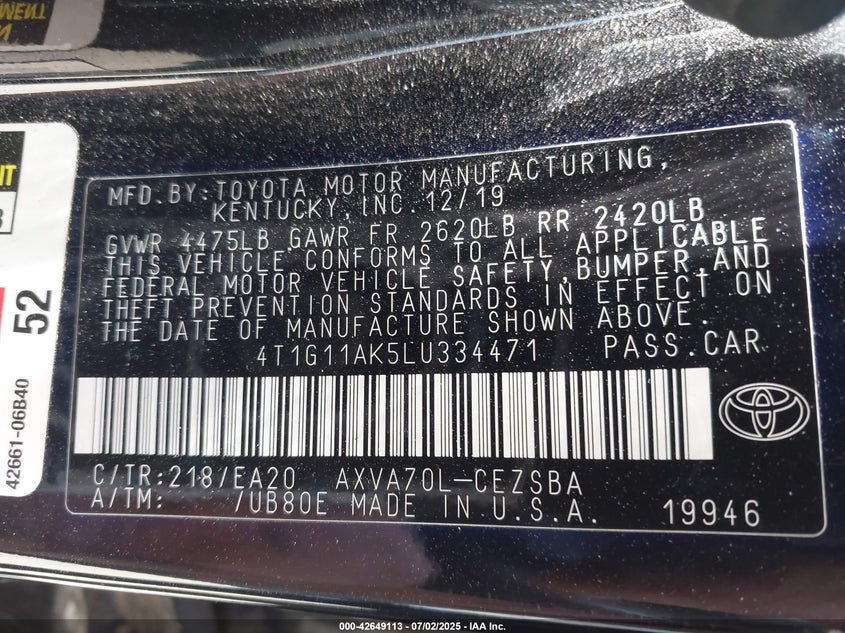 MFD. BY: TOYOTA MOTOR MANUFACTURING,
KENTUCKY, INC. 12/19
GVWR 4475LB GAWR FR 2620LB RR 2420LB
THIS VEHICLE CONFORMS TO ALL APPLICABLE
FEDERAL MOTOR VEHICLE SAFETY, BUMPER, AND
THEFT PREVENTION STANDARDS IN EFFECT ON
THE DATE OF MANUFACTURE SHOWN ABOVE.
4T1G11AK5LU334471 PASS. CAR
C/TR: 218/EA20 AXVA70L-CEZSBA
A/TM: /UB80E MADE IN U.S.A. 19946
52
42661-06B40
000-42649113 - 07/02/2025 - IAA Inc.